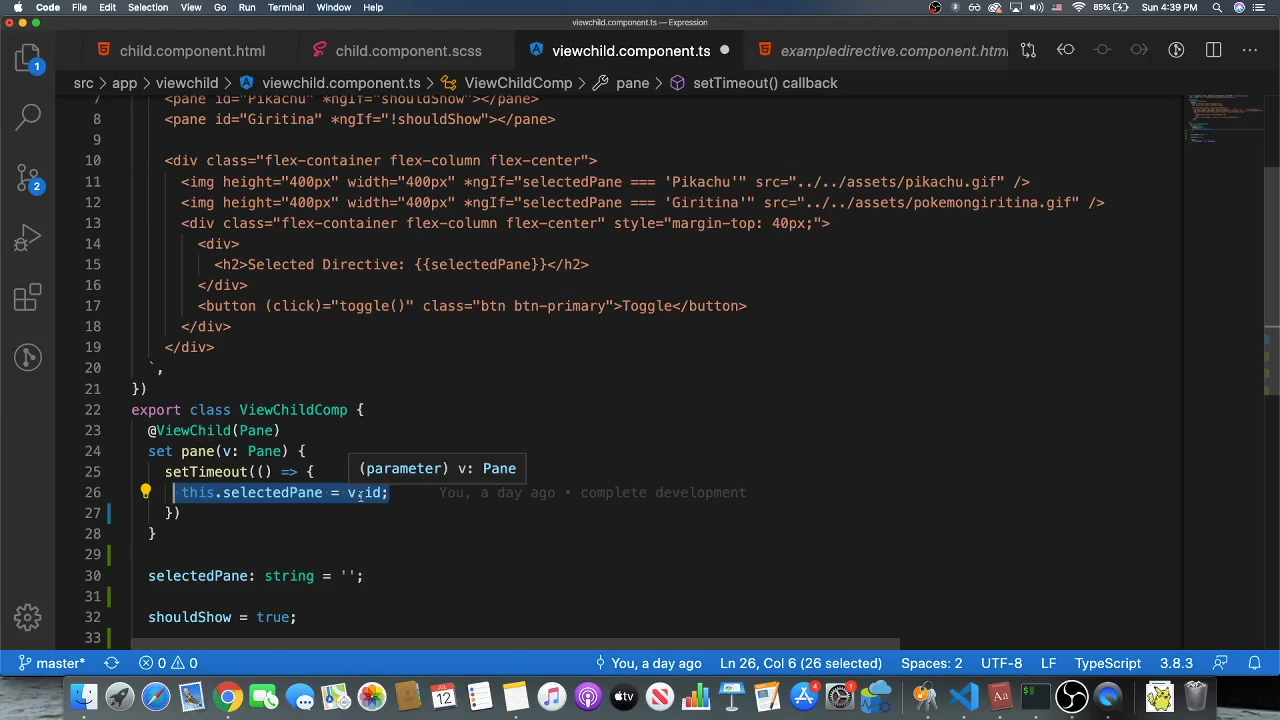 Code File Edit Selection View Go Run Terminal Window Help 85% Sun 4:39 PM
viewchild.component.ts — Expression
child.component.html child.component.scss viewchild.component.ts exampledirective.component.html
src > app > viewchild > viewchild.component.ts > ViewChildComp > pane > setTimeout() callback
7 <pane id="Pikachu" *ngIf="shouldShow"></pane>
8 <pane id="Giritina" *ngIf="!shouldShow"></pane>
9
10 <div class="flex-container flex-column flex-center">
11 <img height="400px" width="400px" *ngIf="selectedPane === 'Pikachu'" src="../../assets/pikachu.gif" />
12 <img height="400px" width="400px" *ngIf="selectedPane === 'Giritina'" src="../../assets/pokemongiritina.gif" />
13 <div class="flex-container flex-column flex-center" style="margin-top: 40px;">
14 <div>
15 <h2>Selected Directive: {{selectedPane}}</h2>
16 </div>
17 <button (click)="toggle()" class="btn btn-primary">Toggle</button>
18 </div>
19 </div>
20 `,
21 })
22 export class ViewChildComp {
23 @ViewChild(Pane)
24 set pane(v: Pane) {
(parameter) v: Pane
25 setTimeout(() => {
26 this.selectedPane = v.id; You, a day ago • complete development
27 })
28 }
29
30 selectedPane: string = '';
31
32 shouldShow = true;
33
master* 0 0 You, a day ago Ln 26, Col 6 (26 selected) Spaces: 2 UTF-8 LF TypeScript 3.8.3